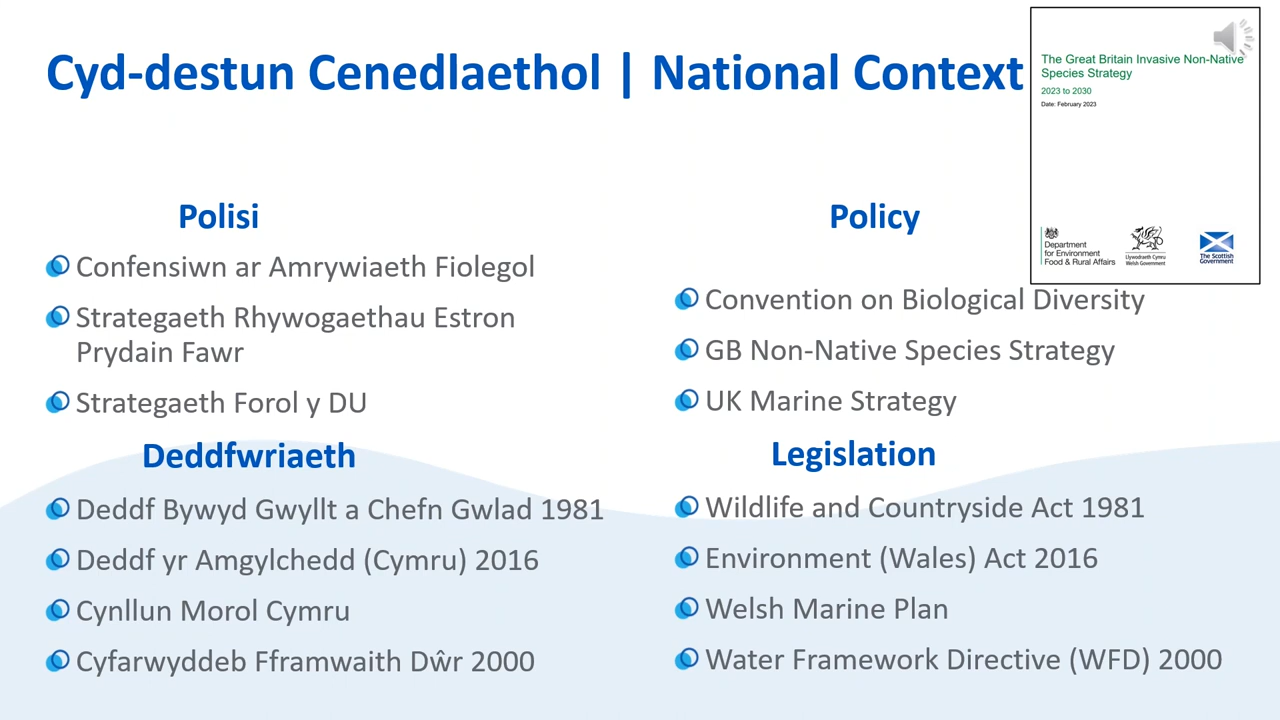 Cyd-destun Cenedlaethol | National Context
The Great Britain Invasive Non-Native
Species Strategy
2023 to 2030
Date: February 2023
Department
for Environment
Food & Rural Affairs
Llywodraeth Cymru
Welsh Government
The Scottish
Government
Polisi
Confensiwn ar Amrywiaeth Fiolegol
Strategaeth Rhywogaethau Estron
Prydain Fawr
Strategaeth Forol y DU
Deddfwriaeth
Deddf Bywyd Gwyllt a Chefn Gwlad 1981
Deddf yr Amgylchedd (Cymru) 2016
Cynllun Morol Cymru
Cyfarwyddeb Fframwaith Dŵr 2000
Policy
Convention on Biological Diversity
GB Non-Native Species Strategy
UK Marine Strategy
Legislation
Wildlife and Countryside Act 1981
Environment (Wales) Act 2016
Welsh Marine Plan
Water Framework Directive (WFD) 2000